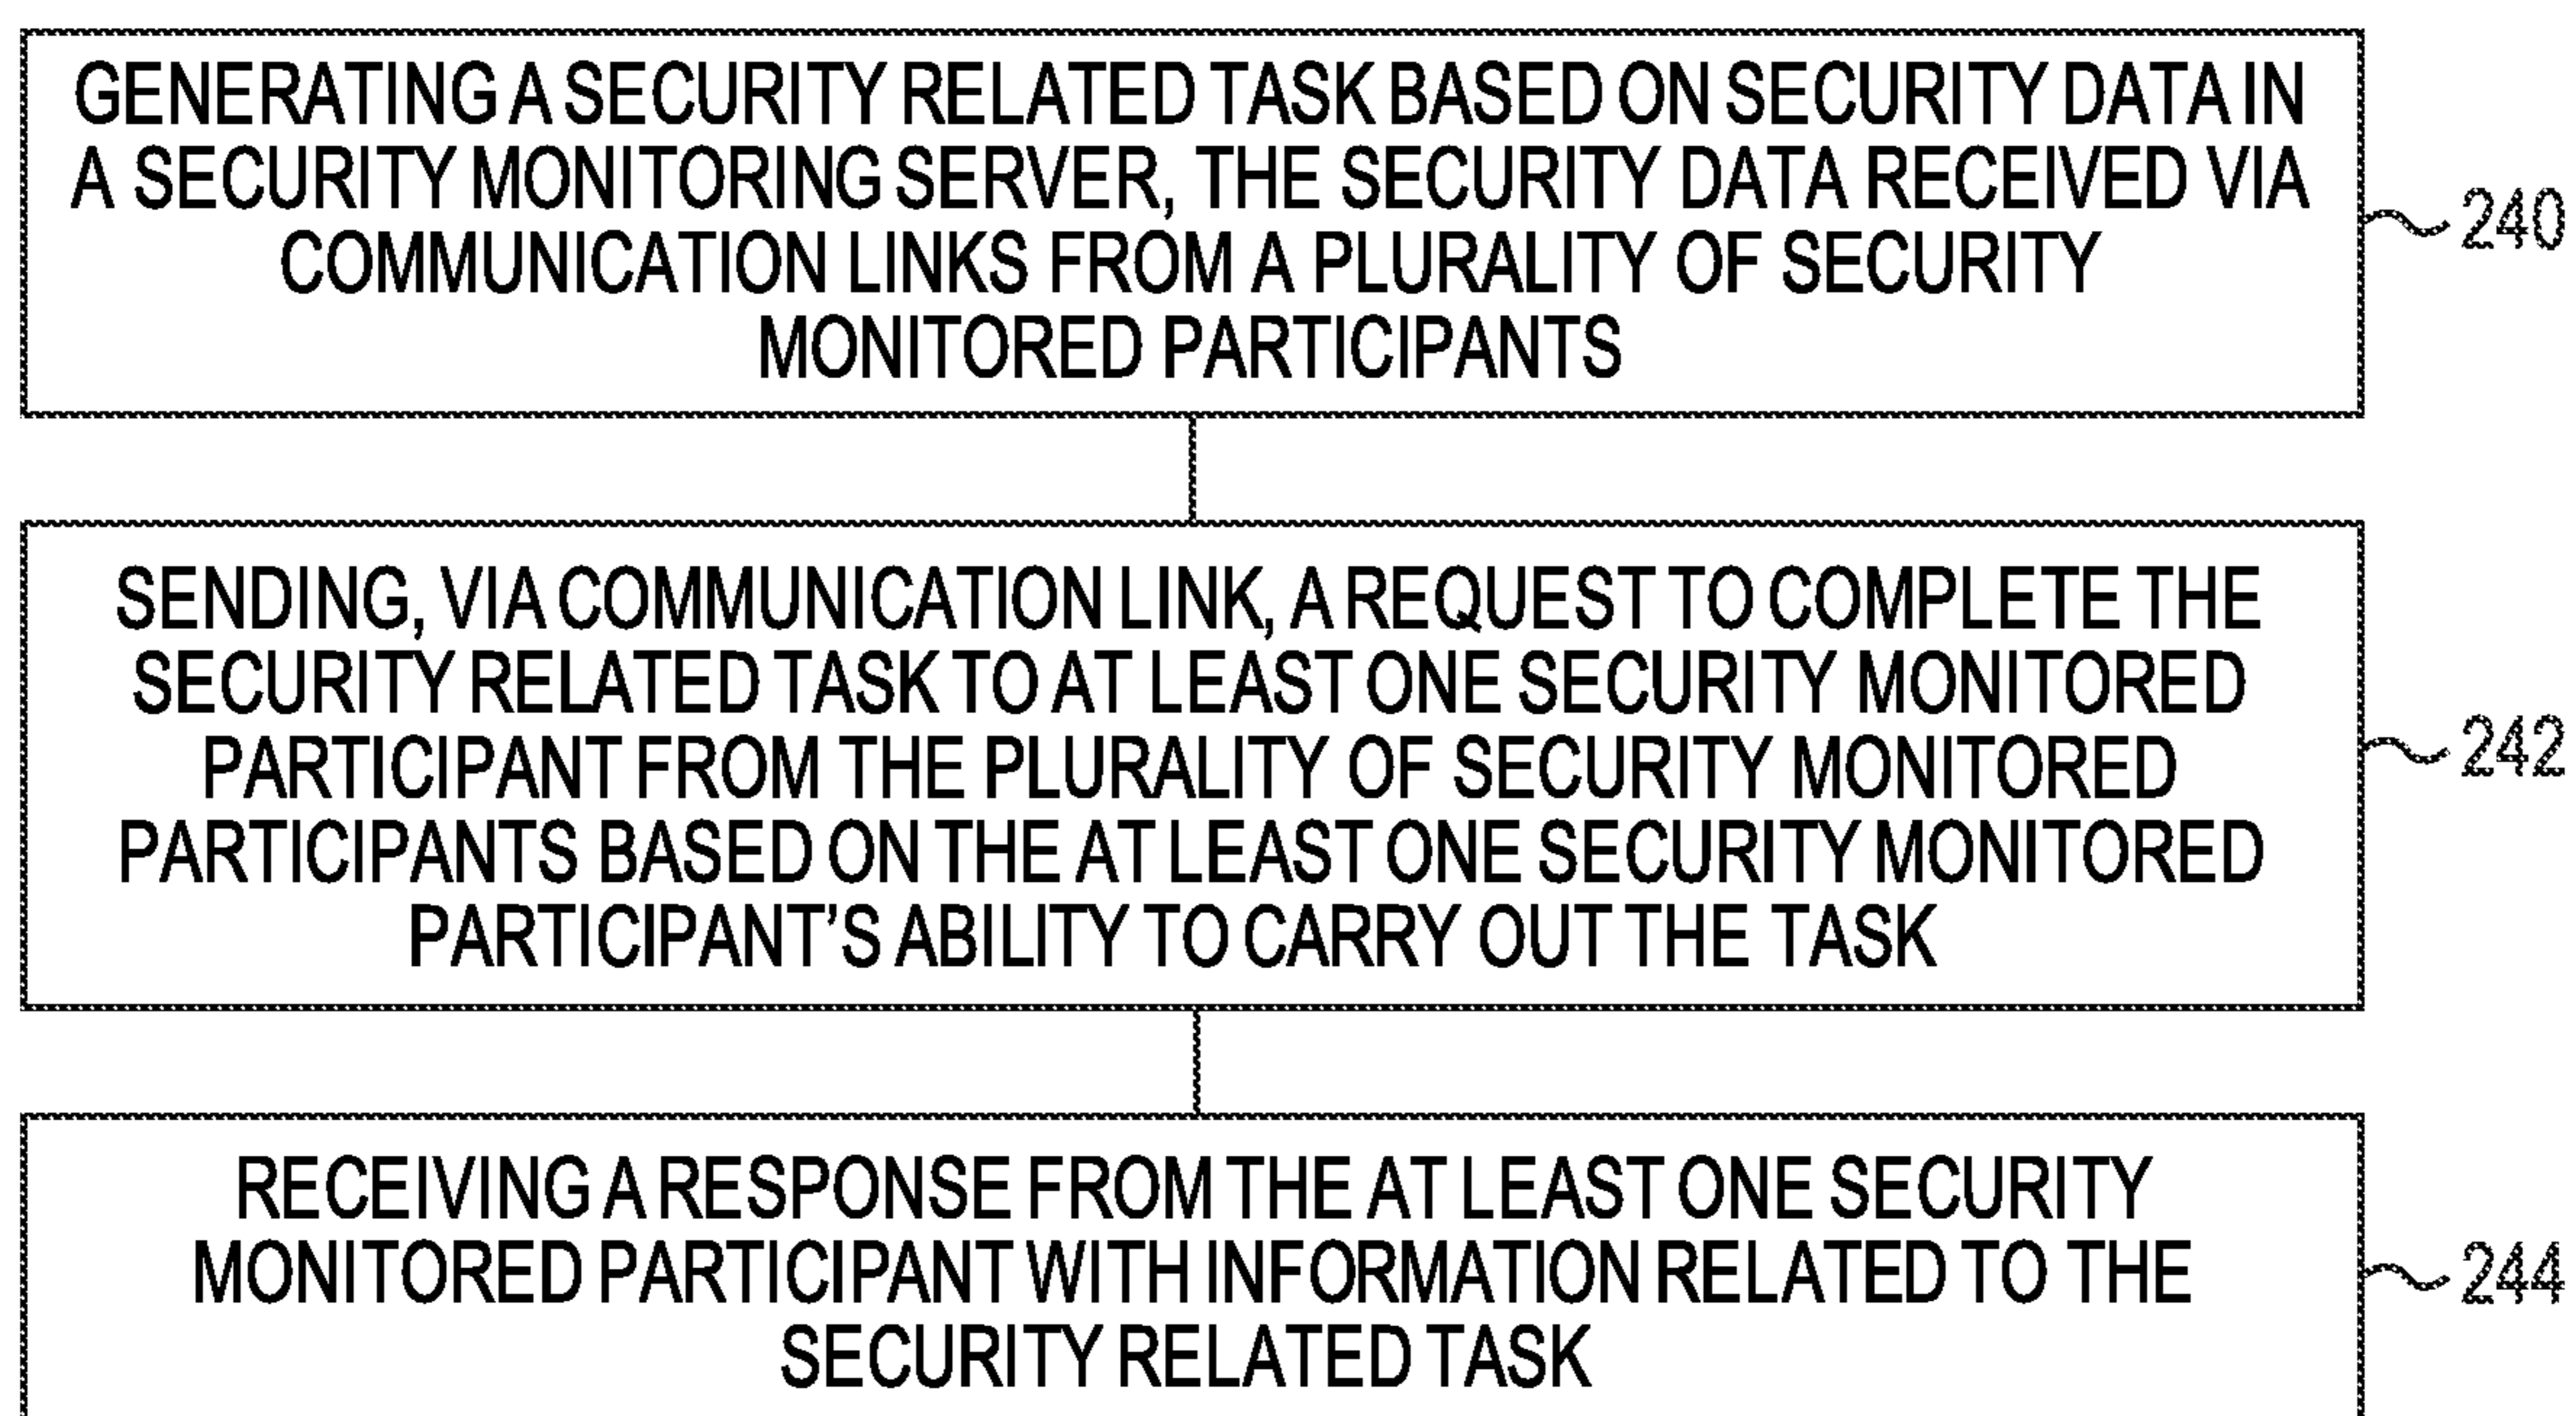 GENERATING A SECURITY RELATED TASK BASED ON SECURITY DATA IN
A SECURITY MONITORING SERVER, THE SECURITY DATA RECEIVED VIA
COMMUNICATION LINKS FROM A PLURALITY OF SECURITY
MONITORED PARTICIPANTS
240
SENDING, VIA COMMUNICATION LINK, A REQUEST TO COMPLETE THE
SECURITY RELATED TASK TO AT LEAST ONE SECURITY MONITORED
PARTICIPANT FROM THE PLURALITY OF SECURITY MONITORED
PARTICIPANTS BASED ON THE AT LEAST ONE SECURITY MONITORED
PARTICIPANT’S ABILITY TO CARRY OUT THE TASK
242
RECEIVING A RESPONSE FROM THE AT LEAST ONE SECURITY
MONITORED PARTICIPANT WITH INFORMATION RELATED TO THE
SECURITY RELATED TASK
244